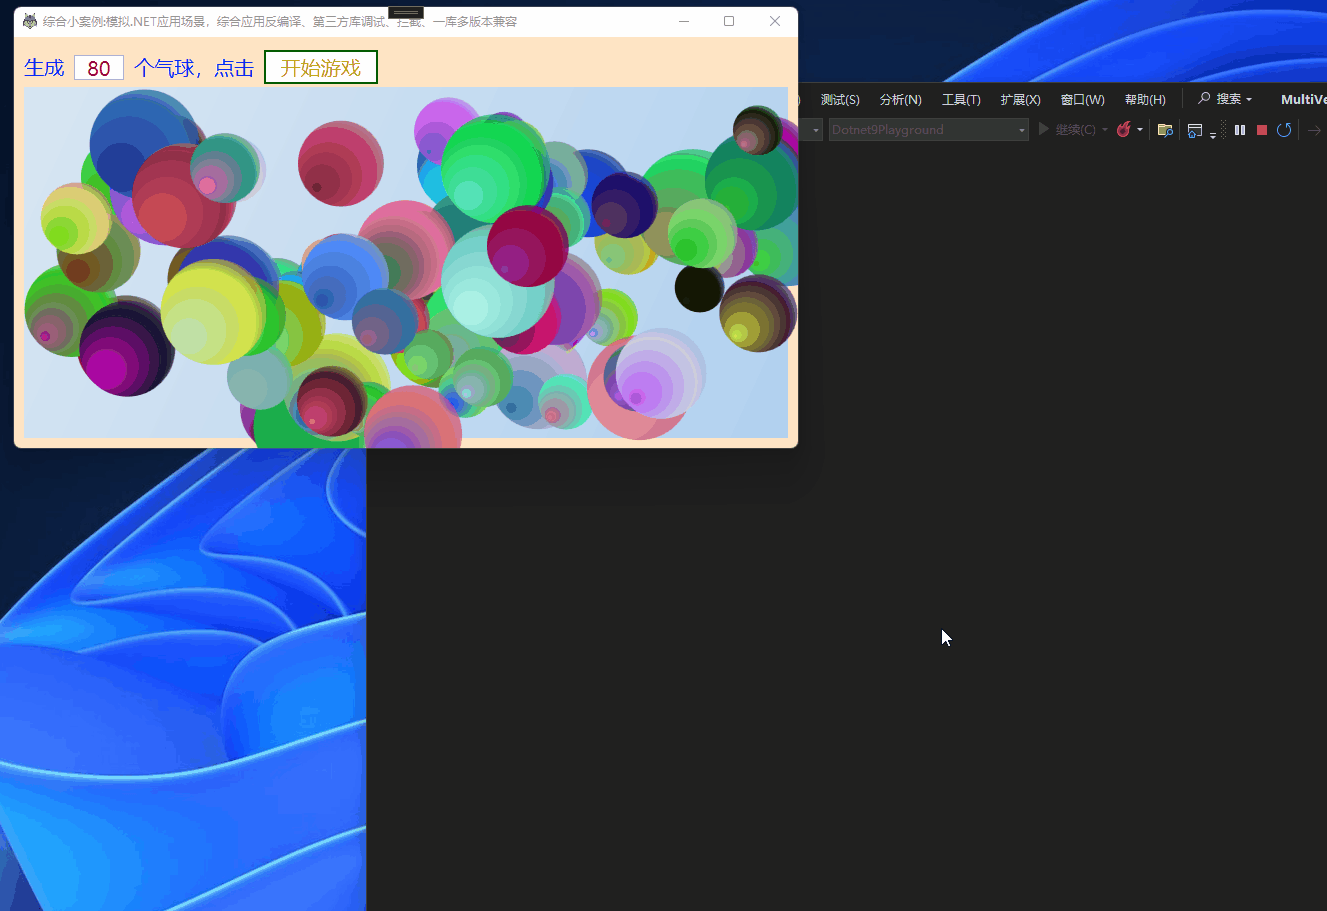 综合小案例:模拟.NET应用场景，综合应用反编译、第三方库调试、拦截、一库多版本兼容
生成 80 个气球，点击 开始游戏
) 测试(S) 分析(N) 工具(T) 扩展(X) 窗口(W) 帮助(H) 搜索 MultiVe
Dotnet9Playground 继续(C)